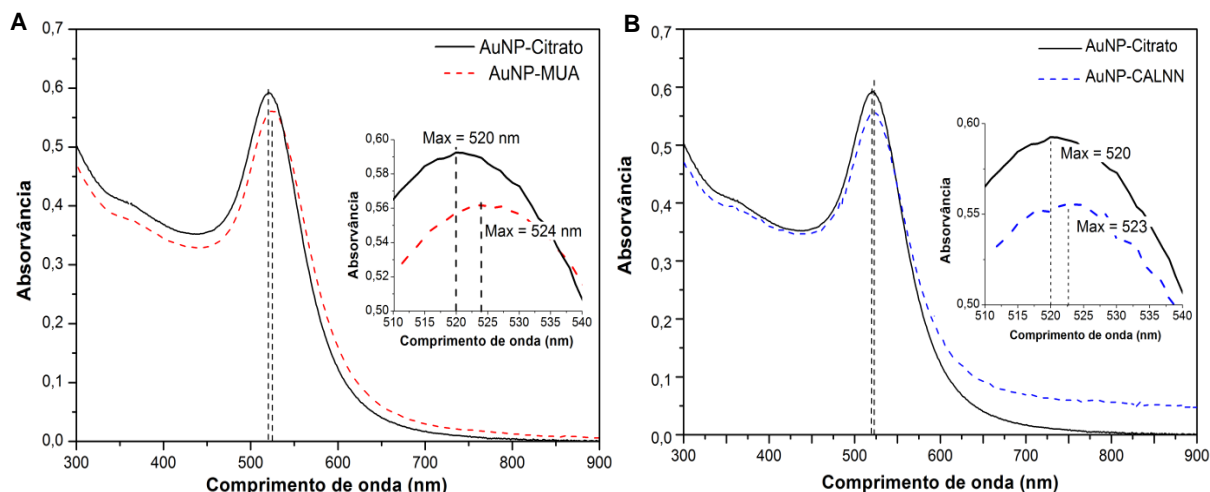 A
0,7
0,6
0,5
0,4
0,3
0,2
0,1
0,0
Absorvância
300
400
500
600
700
800
900
Comprimento de onda (nm)
AuNP-Citrato
AuNP-MUA
0,60
0,58
0,56
0,54
0,52
0,50
Absorvância
Max = 520 nm
Max = 524 nm
510
515
520
525
530
535
540
Comprimento de onda (nm)
B
0,7
0,6
0,5
0,4
0,3
0,2
0,1
0,0
Absorvância
300
400
500
600
700
800
900
Comprimento de onda (nm)
AuNP-Citrato
AuNP-CALNN
0,60
0,55
0,50
Absorvância
Max = 520
Max = 523
510
515
520
525
530
535
540
Comprimento de onda (nm)